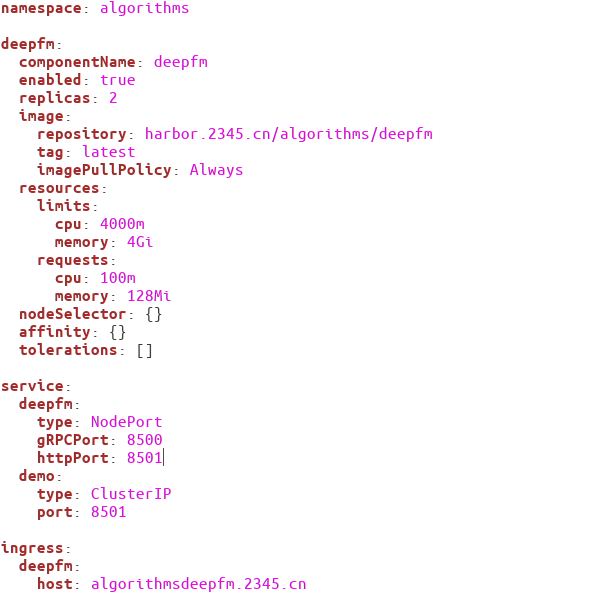 namespace: algorithms

deepfm:
  componentName: deepfm
  enabled: true
  replicas: 2
  image:
    repository: harbor.2345.cn/algorithms/deepfm
    tag: latest
    imagePullPolicy: Always
  resources:
    limits:
      cpu: 4000m
      memory: 4Gi
    requests:
      cpu: 100m
      memory: 128Mi
  nodeSelector: {}
  affinity: {}
  tolerations: []

service:
  deepfm:
    type: NodePort
    gRPCPort: 8500
    httpPort: 8501
  demo:
    type: ClusterIP
    port: 8501

ingress:
  deepfm:
    host: algorithmsdeepfm.2345.cn